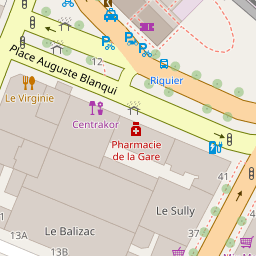 Place Auguste Blanqui
12
Riquier
Le Virginie
Centrakor
Pharmacie
de la Gare
41
37
Le Sully
Le Balizac
13A
13B